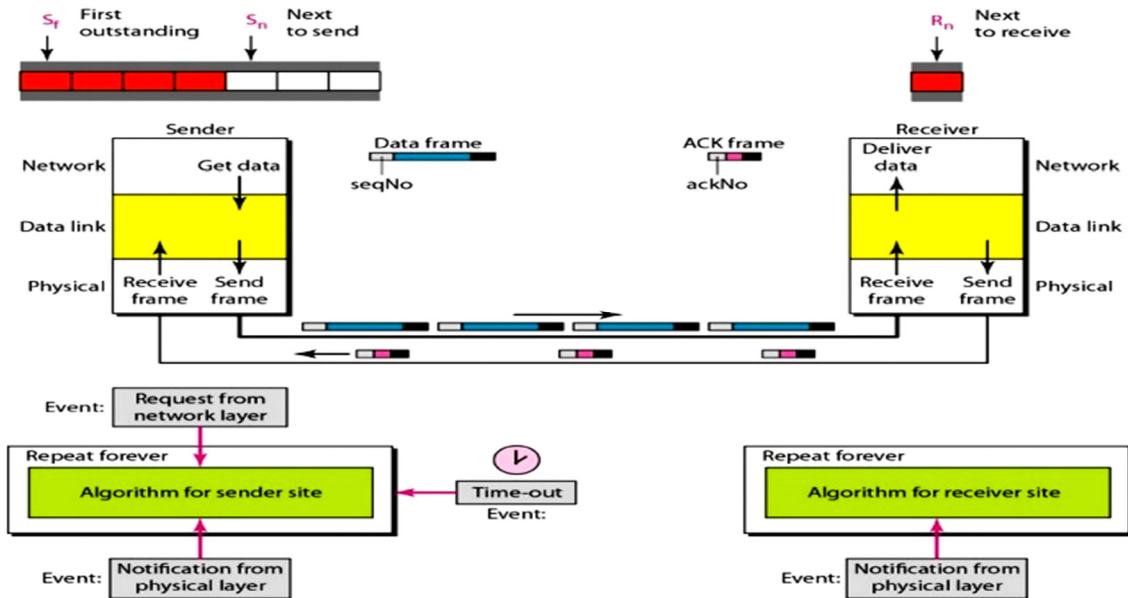 Sf First
outstanding
Sn Next
to send
Rn Next
to receive
Sender
Data frame
ACK frame
Receiver
Network
Get data
seqNo
ackNo
Deliver
data
Network
Data link
Data link
Physical
Receive
frame
Send
frame
Receive
frame
Send
frame
Physical
Event:
Request from
network layer
Repeat forever
Algorithm for sender site
Time-out
Event:
Event:
Notification from
physical layer
Repeat forever
Algorithm for receiver site
Event:
Notification from
physical layer